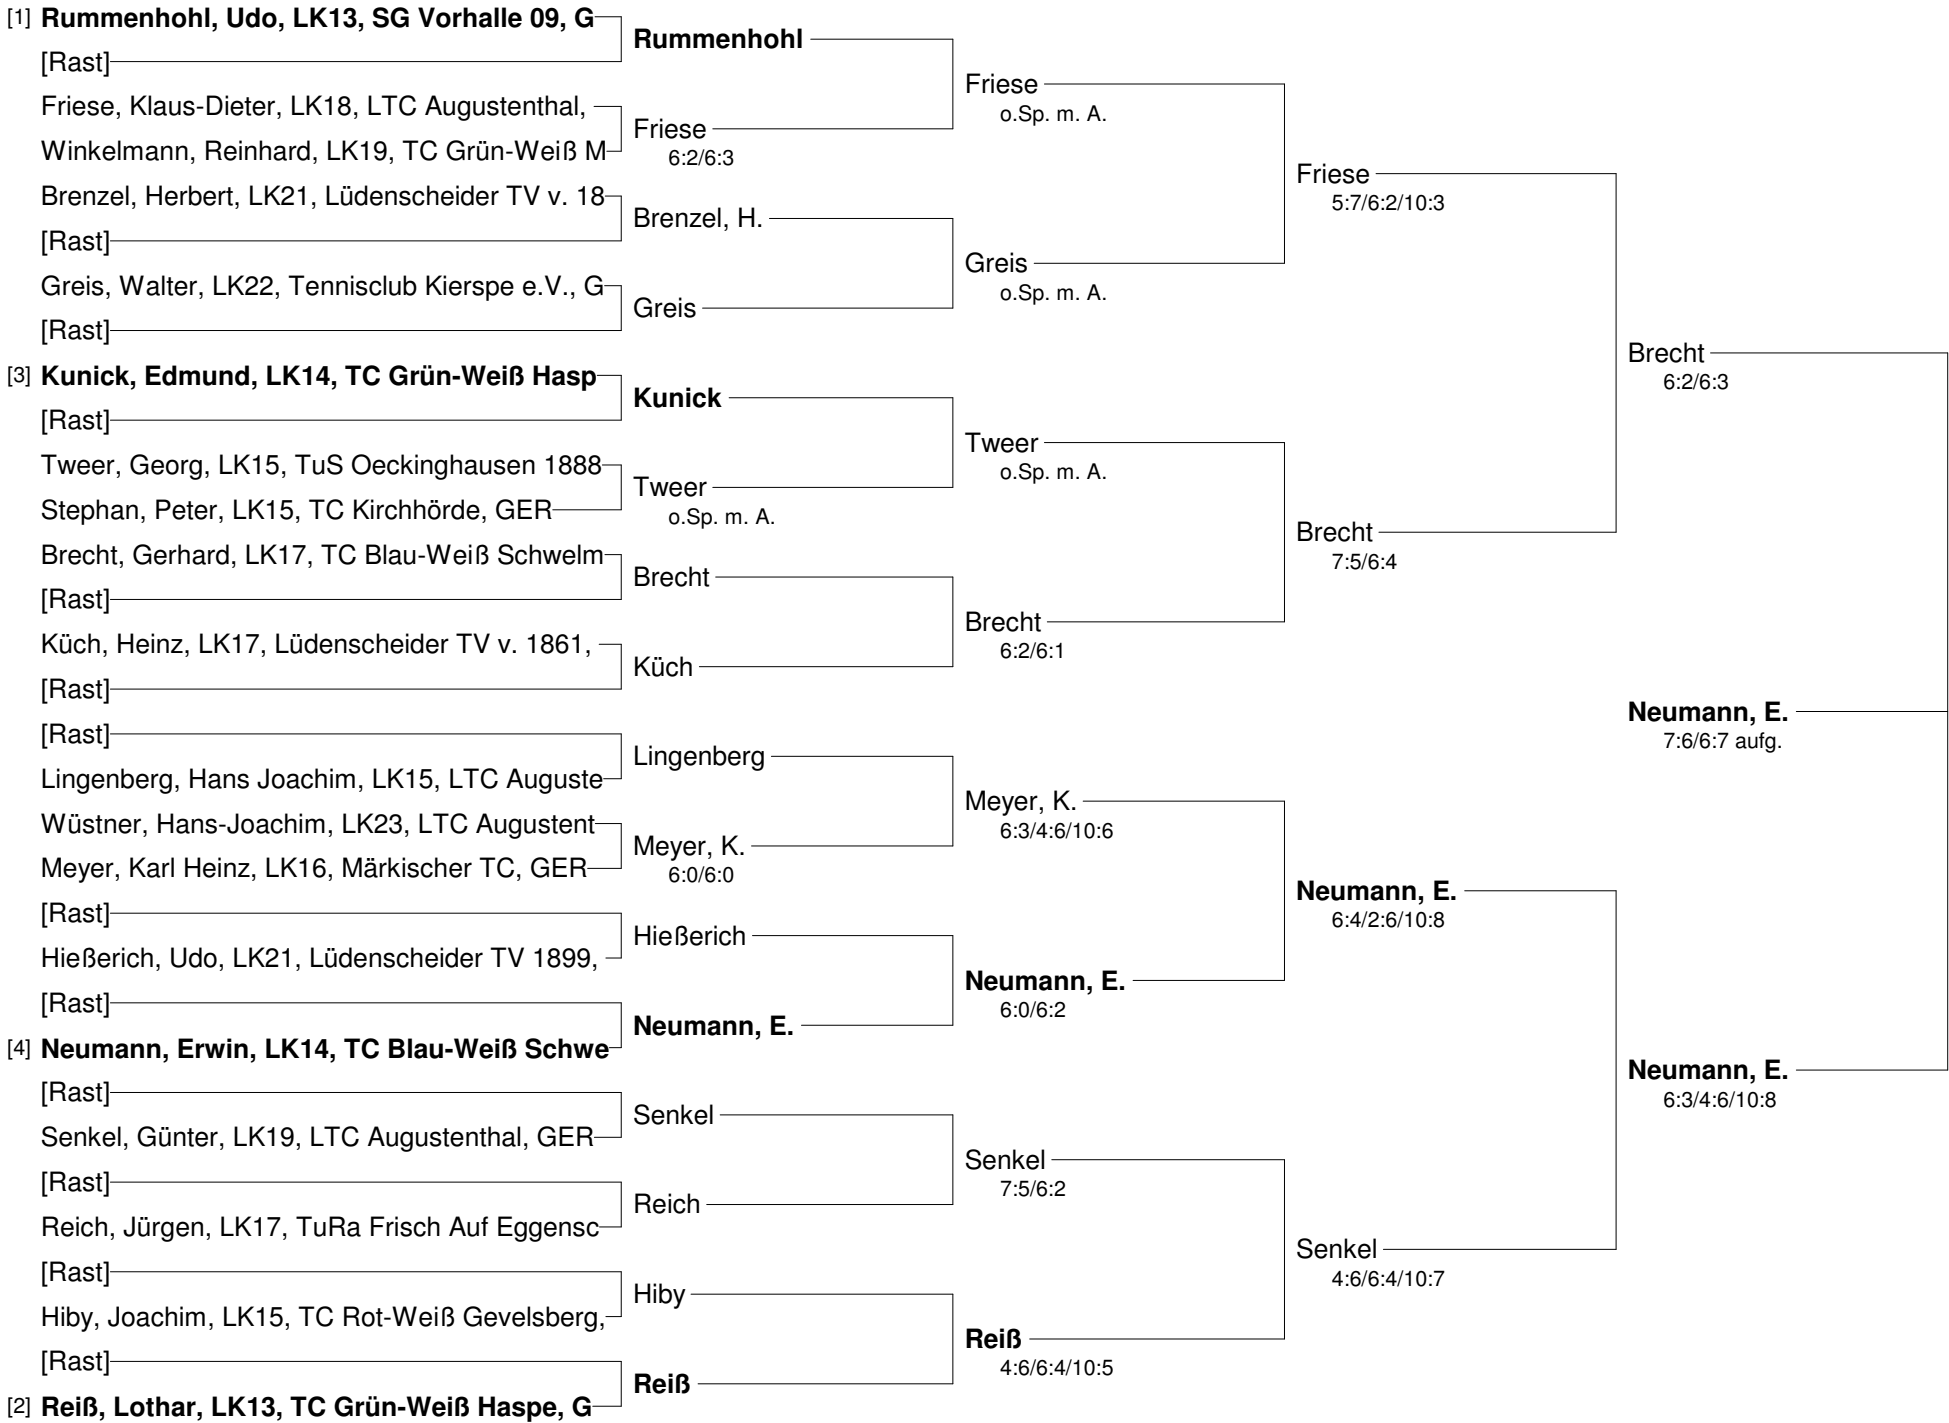 [1] Rummenhohl, Udo, LK13, SG Vorhalle 09, G
[Rast]
Friese, Klaus-Dieter, LK18, LTC Augustenthal,
Winkelmann, Reinhard, LK19, TC Grün-Weiß M
Brenzel, Herbert, LK21, Lüdenscheider TV v. 18
[Rast]
Greis, Walter, LK22, Tennisclub Kierspe e.V., G
[Rast]
[3] Kunick, Edmund, LK14, TC Grün-Weiß Hasp
[Rast]
Tweer, Georg, LK15, TuS Oeckinghausen 1888
Stephan, Peter, LK15, TC Kirchhörde, GER
Brecht, Gerhard, LK17, TC Blau-Weiß Schwelm
[Rast]
Küch, Heinz, LK17, Lüdenscheider TV v. 1861,
[Rast]
[Rast]
Lingenberg, Hans Joachim, LK15, LTC Auguste
Wüstner, Hans-Joachim, LK23, LTC Augustent
Meyer, Karl Heinz, LK16, Märkischer TC, GER
[Rast]
Hießerich, Udo, LK21, Lüdenscheider TV 1899,
[Rast]
[4] Neumann, Erwin, LK14, TC Blau-Weiß Schwe
[Rast]
Senkel, Günter, LK19, LTC Augustenthal, GER
[Rast]
Reich, Jürgen, LK17, TuRa Frisch Auf Eggensc
[Rast]
Hiby, Joachim, LK15, TC Rot-Weiß Gevelsberg,
[Rast]
[2] Reiß, Lothar, LK13, TC Grün-Weiß Haspe, G
Rummenhohl
Friese
6:2/6:3
Brenzel, H.
Greis
Kunick
Tweer
o.Sp. m. A.
Brecht
Küch
Lingenberg
Meyer, K.
6:0/6:0
Hießerich
Neumann, E.
Senkel
Reich
Hiby
Reiß
Friese
o.Sp. m. A.
Greis
o.Sp. m. A.
Tweer
o.Sp. m. A.
Brecht
6:2/6:1
Meyer, K.
6:3/4:6/10:6
Neumann, E.
6:0/6:2
Senkel
7:5/6:2
Reiß
4:6/6:4/10:5
Friese
5:7/6:2/10:3
Brecht
7:5/6:4
Neumann, E.
6:4/2:6/10:8
Senkel
4:6/6:4/10:7
Brecht
6:2/6:3
Neumann, E.
7:6/6:7 aufg.
Neumann, E.
6:3/4:6/10:8